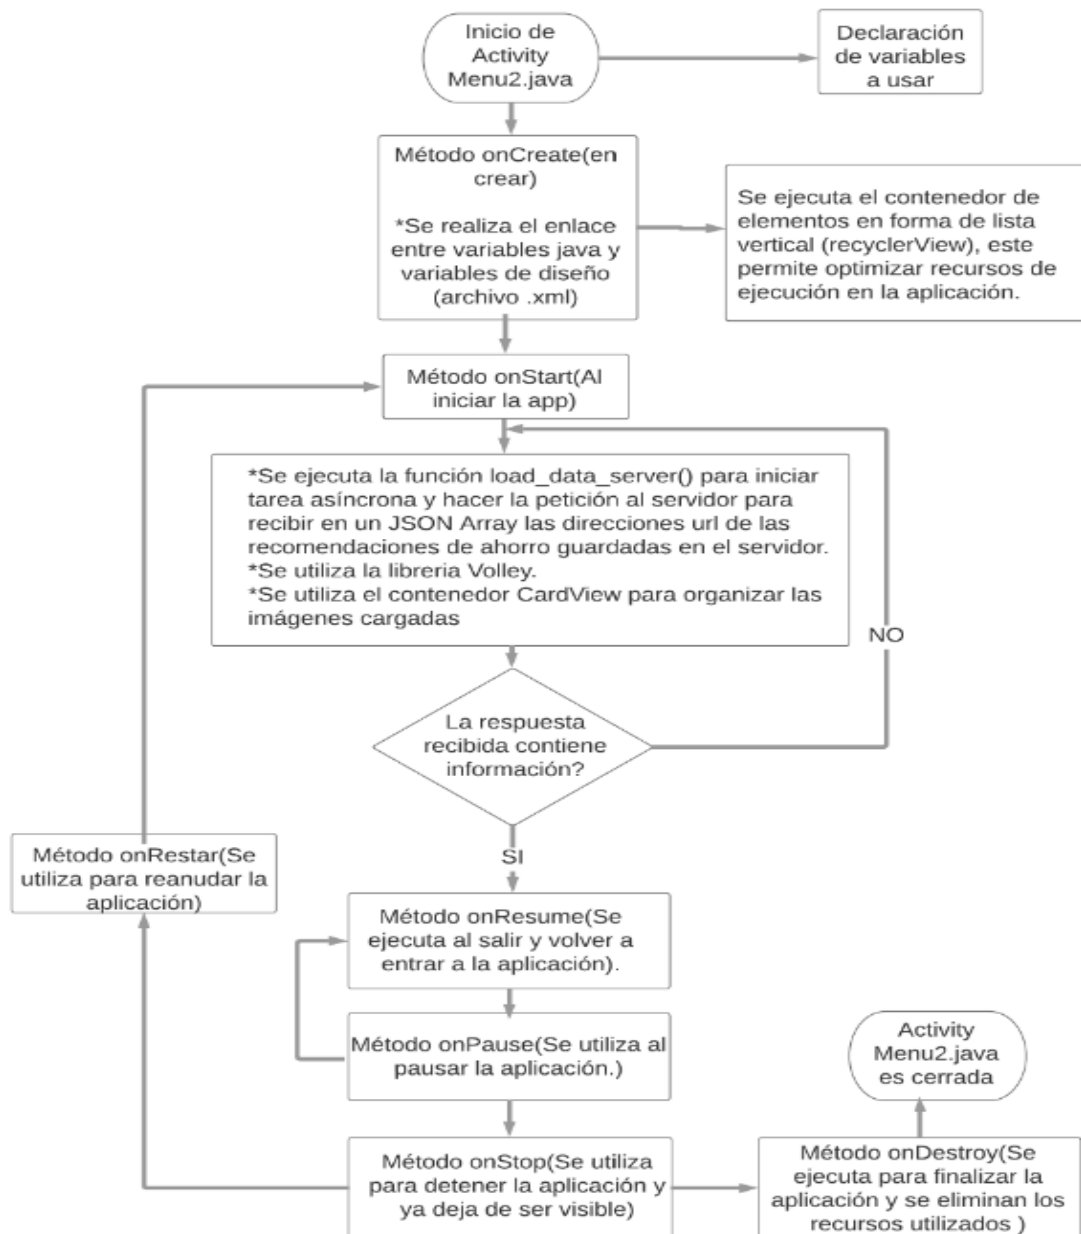 Inicio de
Activity
Menu2.java
Declaración
de variables
a usar
Método onCreate(en
crear)
*Se realiza el enlace
entre variables java y
variables de diseño
(archivo .xml)
Se ejecuta el contenedor de
elementos en forma de lista
vertical (recyclerView), este
permite optimizar recursos de
ejecución en la aplicación.
Método onStart(Al
iniciar la app)
*Se ejecuta la función load_data_server() para iniciar
tarea asíncrona y hacer la petición al servidor para
recibir en un JSON Array las direcciones url de las
recomendaciones de ahorro guardadas en el servidor.
*Se utiliza la libreria Volley.
*Se utiliza el contenedor CardView para organizar las
imágenes cargadas
NO
La respuesta
recibida contiene
información?
SI
Método onRestar(Se
utiliza para reanudar la
aplicación)
Método onResume(Se
ejecuta al salir y volver a
entrar a la aplicación).
Método onPause(Se utiliza al
pausar la aplicación.)
Activity
Menu2.java
es cerrada
Método onStop(Se utiliza
para detener la aplicación y
ya deja de ser visible)
Método onDestroy(Se
ejecuta para finalizar la
aplicación y se eliminan los
recursos utilizados )